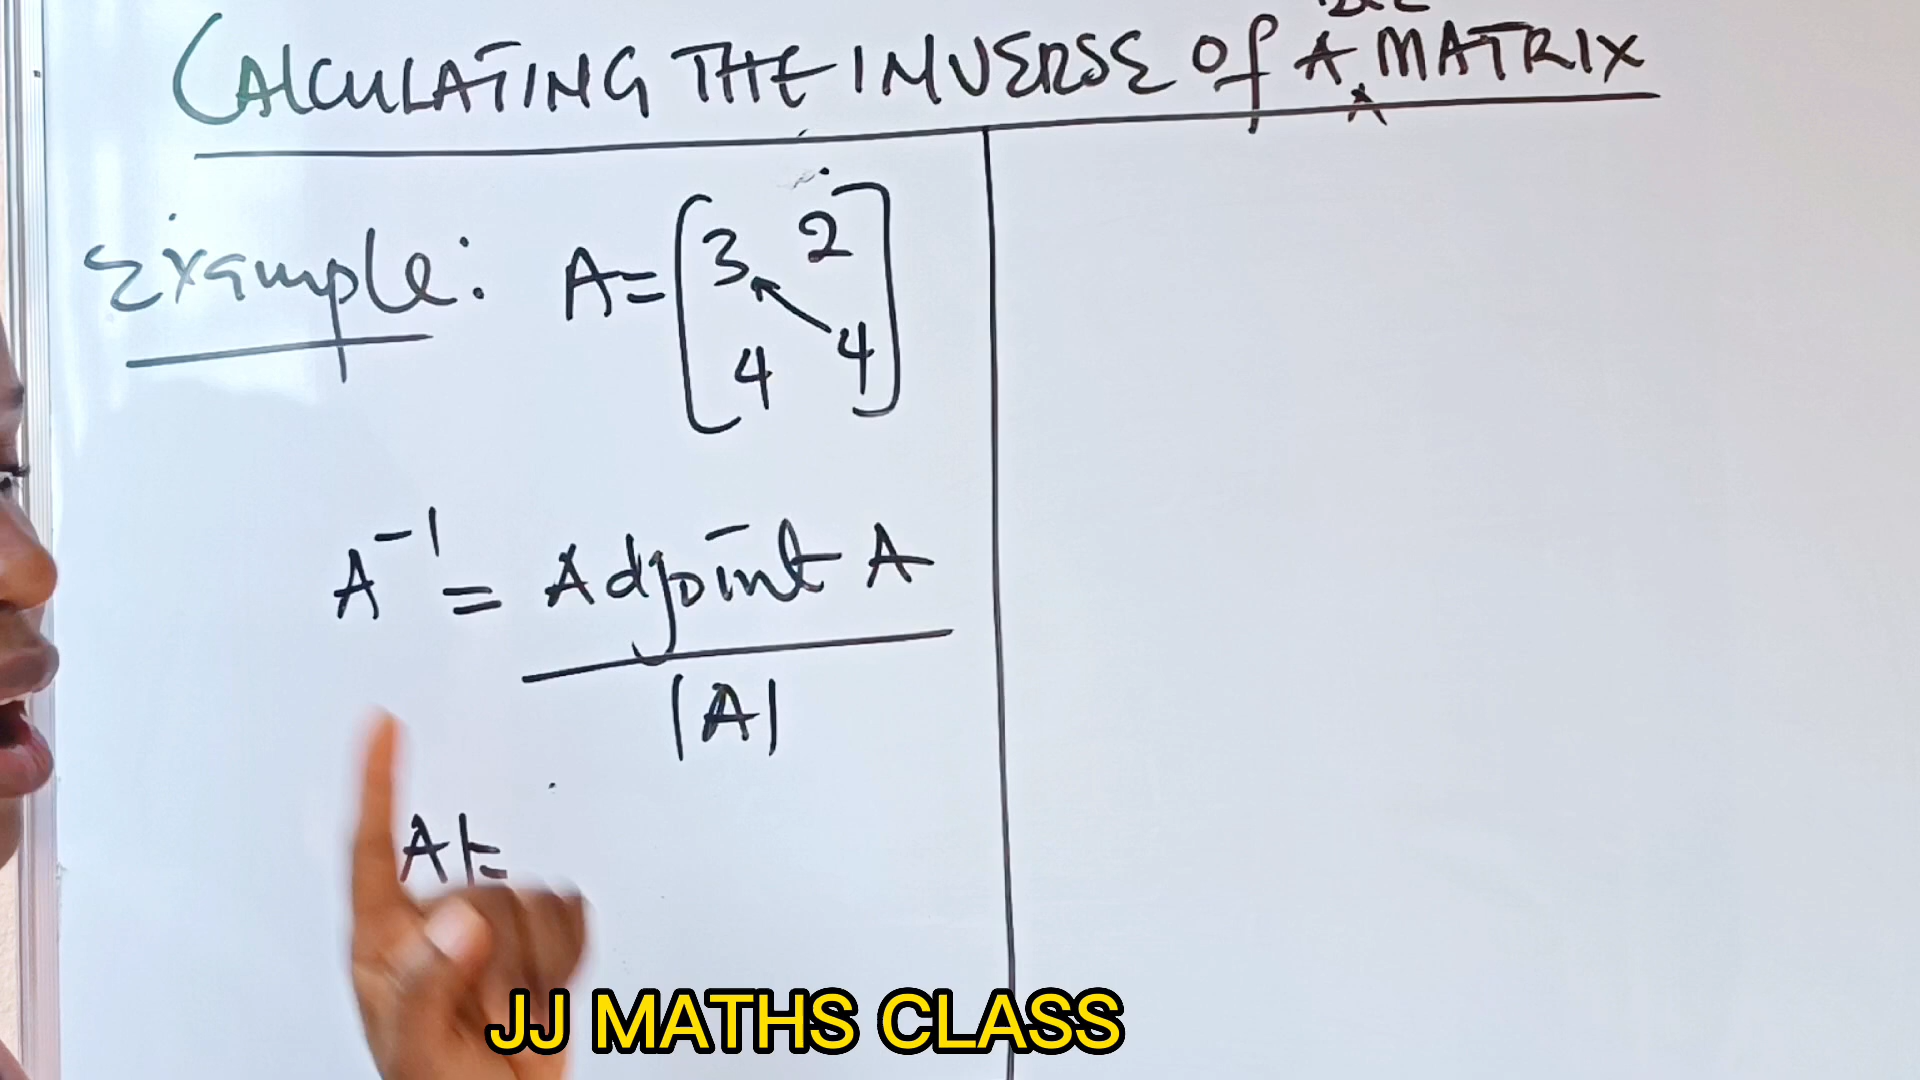 CALCULATING THE INVERSE Of A MATRIX
Example: A = [3 2
4 4]
A⁻¹ = Adjoint A
|A|
A| =
JJ MATHS CLASS